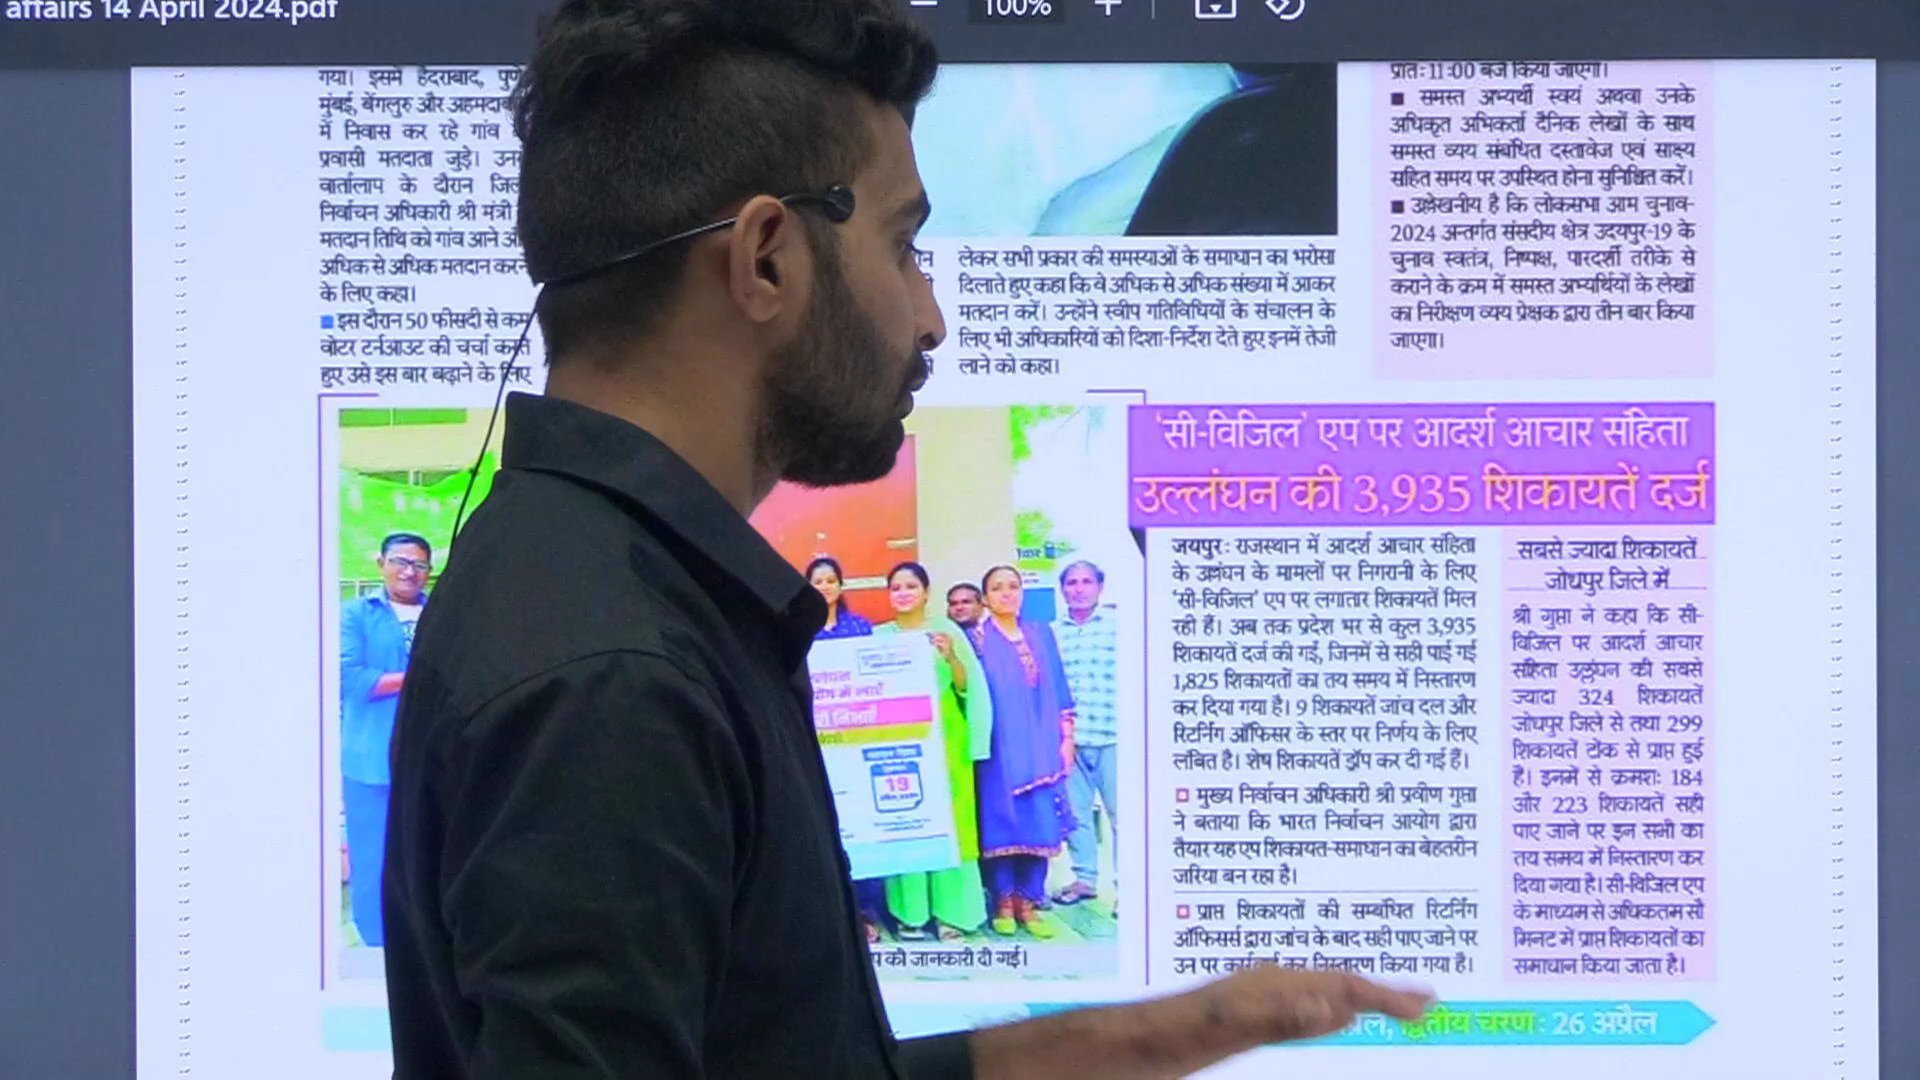 affairs 14 April 2024.pdf
100%
गया। इसमें हैदराबाद, पुणे
मुंबई, बेंगलुरु और अहमदाबा
में निवास कर रहे गांव
प्रवासी मतदाता जुड़े। उन
वार्तालाप के दौरान जिल
निर्वाचन अधिकारी श्री मंत्री
मतदान तिथि को गांव आने औ
अधिक से अधिक मतदान करन
के लिए कहा।
■ इस दौरान 50 फीसदी से कम
वोटर टर्नआउट की चर्चा करते
हुए उसे इस बार बढ़ाने के लिए
लेकर सभी प्रकार की समस्याओं के समाधान का भरोसा
दिलाते हुए कहा कि वे अधिक से अधिक संख्या में आकर
मतदान करें। उन्होंने स्वीप गतिविधियों के संचालन के
लिए भी अधिकारियों को दिशा-निर्देश देते हुए इनमें तेजी
लाने को कहा।
प्रात: 11:00 बजे किया जाएगा।
■ समस्त अभ्यर्थी स्वयं अथवा उनके
अधिकृत अभिकर्ता दैनिक लेखों के साथ
समस्त व्यय संबंधित दस्तावेज एवं साक्ष्य
सहित समय पर उपस्थित होना सुनिश्चित करें।
■ उल्लेखनीय है कि लोकसभा आम चुनाव-
2024 अन्तर्गत संसदीय क्षेत्र उदयपुर-19 के
चुनाव स्वतंत्र, निष्पक्ष, पारदर्शी तरीके से
कराने के क्रम में समस्त अभ्यर्थियों के लेखों
का निरीक्षण व्यय प्रेक्षक द्वारा तीन बार किया
जाएगा।
'सी-विजिल' एप पर आदर्श आचार संहिता
उल्लंघन की 3,935 शिकायतें दर्ज
जयपुर: राजस्थान में आदर्श आचार संहिता
के उल्लंघन के मामलों पर निगरानी के लिए
'सी-विजिल' एप पर लगातार शिकायतें मिल
रही हैं। अब तक प्रदेश भर से कुल 3,935
शिकायतें दर्ज की गईं, जिनमें से सही पाई गई
1,825 शिकायतों का तय समय में निस्तारण
कर दिया गया है। 9 शिकायतें जांच दल और
रिटर्निंग ऑफिसर के स्तर पर निर्णय के लिए
लंबित है। शेष शिकायतें ड्रॉप कर दी गई हैं।
मुख्य निर्वाचन अधिकारी श्री प्रवीण गुप्ता
ने बताया कि भारत निर्वाचन आयोग द्वारा
तैयार यह एप शिकायत-समाधान का बेहतरीन
जरिया बन रहा है।
प्राप्त शिकायतों की सम्बंधित रिटर्निंग
ऑफिसर्स द्वारा जांच के बाद सही पाए जाने पर
उन पर कार्रवाई कर निस्तारण किया गया है।
सबसे ज्यादा शिकायतें
जोधपुर जिले में
श्री गुप्ता ने कहा कि सी-
विजिल पर आदर्श आचार
संहिता उल्लंघन की सबसे
ज्यादा 324 शिकायतें
जोधपुर जिले से तथा 299
शिकायतें टोंक से प्राप्त हुई
है। इनमें से क्रमश: 184
और 223 शिकायतें सही
पाए जाने पर इन सभी का
तय समय में निस्तारण कर
दिया गया है। सी-विजिल एप
के माध्यम से अधिकतम सौ
मिनट में प्राप्त शिकायतों का
समाधान किया जाता है।
19
प की जानकारी दी गई।
प्रैल, द्वितीय चरण : 26 अप्रैल